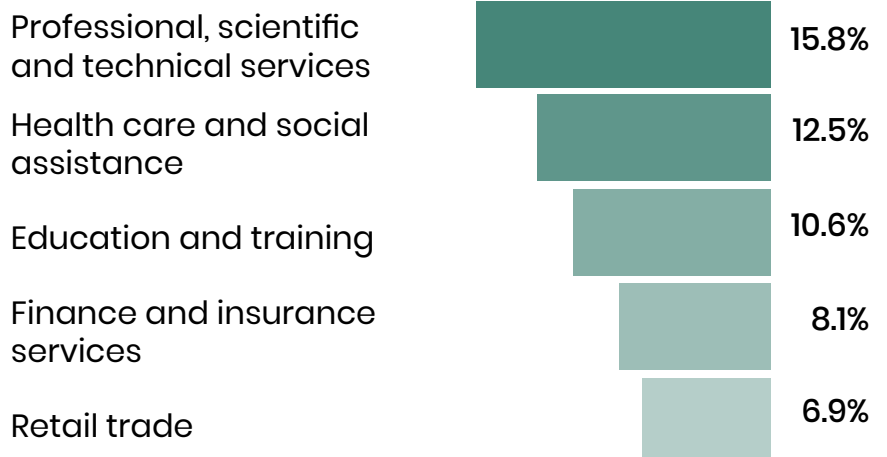 Professional, scientific
and technical services
15.8%
Health care and social
assistance
12.5%
Education and training
10.6%
Finance and insurance
services
8.1%
Retail trade
6.9%